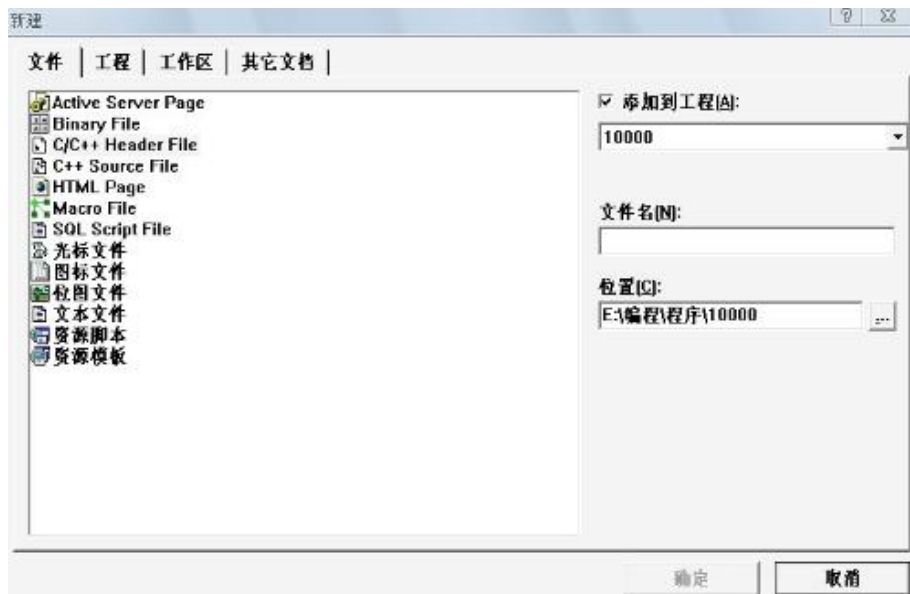 新建
文件 工程 工作区 其它文档
Active Server Page
Binary File
C/C++ Header File
C++ Source File
HTML Page
Macro File
SQL Script File
光标文件
图标文件
位图文件
文本文件
资源脚本
资源模板
添加到工程(A):
10000
文件名(N):
位置(C):
E:\编程\程序\10000
...
确定
取消